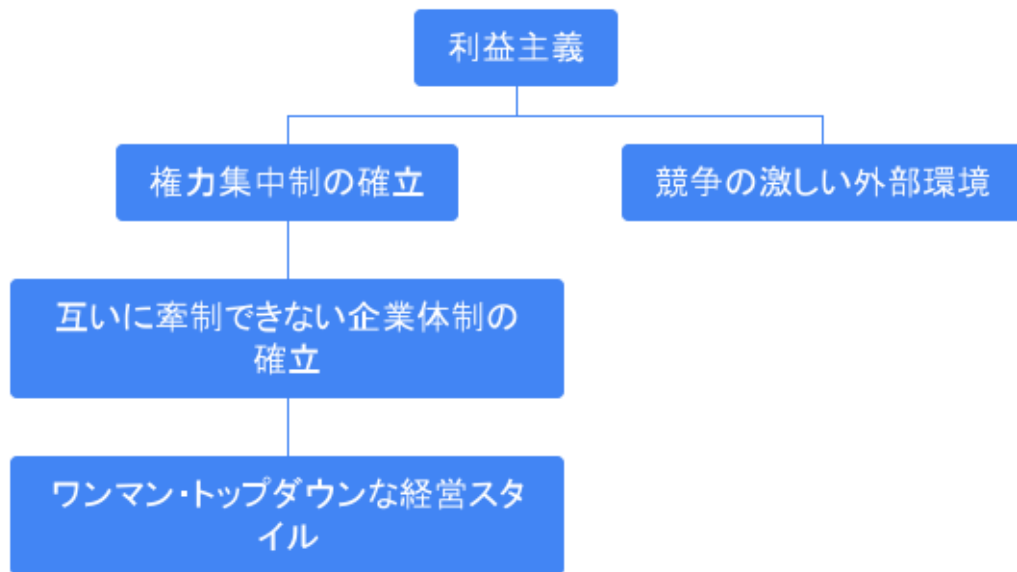 利益主義
権力集中制の確立
競争の激しい外部環境
互いに牽制できない企業体制の
確立
ワンマン・トップダウンな経営スタ
イル